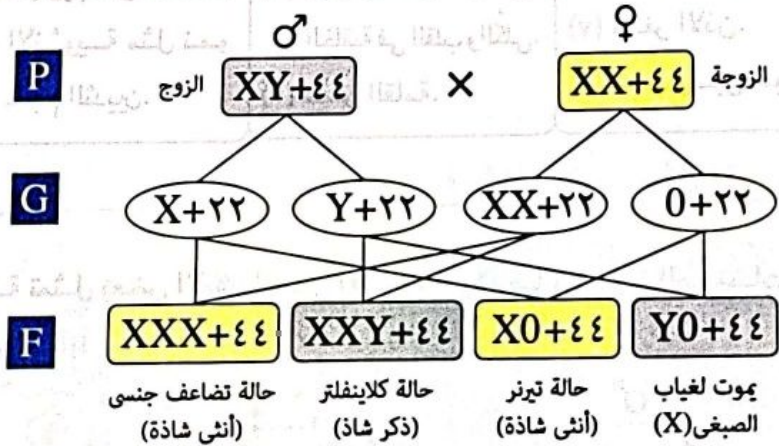 ♂ ♀
P الزوج XY+٤٤ × XX+٤٤ الزوجة
G X+٢٢ Y+٢٢ XX+٢٢ 0+٢٢
F XXX+٤٤ XXY+٤٤ X0+٤٤ Y0+٤٤
حالة تضاعف جنسى حالة كلاينفلتر حالة تيرنر يموت لغياب
(أنثى شاذة) (ذكر شاذ) (أنثى شاذة) الصبغى (X)